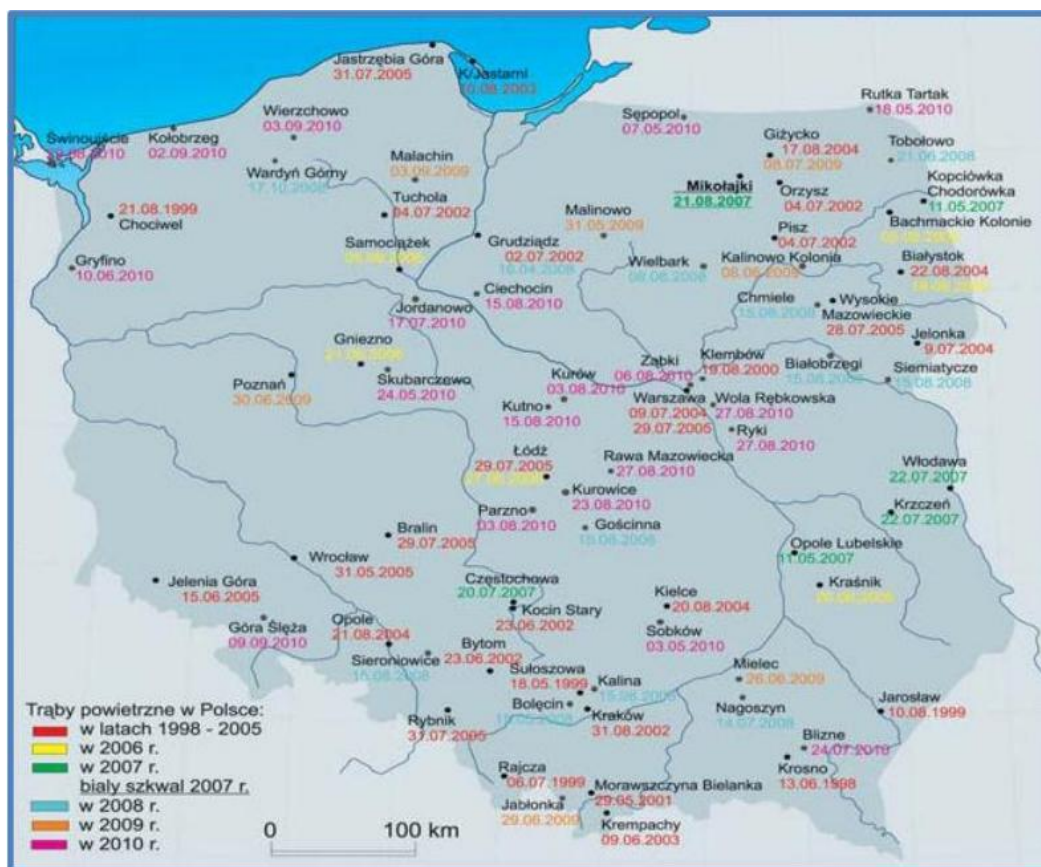 Jastrzębia Góra
31.07.2005
K/Jastarni
10.08.2003
Wierzchowo
03.09.2010
Świnoujście
Kołobrzeg
02.09.2010
Wardyń Górny
17.10.2008
Malachin
03.09.2009
Tuchola
04.07.2002
21.08.1999
Chociwel
Gryfino
10.06.2010
Samociążek
Sępopol
07.05.2010
Rutka Tartak
18.05.2010
Giżycko
17.08.2004
08.07.2009
Tobołowo
21.06.2008
Mikołajki
21.08.2007
Orzysz
04.07.2002
Kopciówka
Chodorówka
11.05.2007
Bachmackie Kolonie
Malinowo
31.05.2009
Grudziądz
02.07.2002
Pisz
04.07.2002
Wielbark
Kalinowo Kolonia
Białystok
22.08.2004
Ciechocin
15.08.2010
Jordanowo
17.07.2010
Chmiele
15.08.2008
Wysokie
Mazowieckie
28.07.2005
Jelonka
9.07.2004
Gniezno
Skubarczewo
24.05.2010
Poznań
30.06.2009
Kurów
03.08.2010
Kutno
15.08.2010
Ząbki
06.08.2010
Klembów
19.08.2000
Białobrzegi
15.08.2008
Siemiatycze
15.08.2008
Warszawa
09.07.2004
29.07.2005
Wola Rębkowska
27.08.2010
Ryki
27.08.2010
Łódź
29.07.2005
Rawa Mazowiecka
27.08.2010
Włodawa
22.07.2007
Kurowice
23.08.2010
Parzno
03.08.2010
Gościnna
15.08.2008
Krzczeń
22.07.2007
Bralin
29.07.2005
Wrocław
31.05.2005
Opole Lubelskie
11.05.2007
Jelenia Góra
15.06.2005
Częstochowa
20.07.2007
Kocin Stary
23.06.2002
Kielce
20.08.2004
Kraśnik
Góra Ślęża
09.09.2010
Opole
21.08.2004
Sieroniowice
15.08.2008
Sobków
03.05.2010
Bytom
23.06.2002
Sułoszowa
18.05.1999
Kalina
15.08.2008
Bolęcin
Kraków
31.08.2002
Mielec
26.06.2009
Nagoszyn
14.07.2008
Jarosław
10.08.1999
Rybnik
31.07.2005
Blizne
24.07.2010
Krosno
13.06.1998
Rajcza
06.07.1999
Jabłonka
29.06.2009
Morawszczyna Bielanka
29.05.2001
Krempachy
09.06.2003
Trąby powietrzne w Polsce:
w latach 1998 - 2005
w 2006 r.
w 2007 r.
bialy szkwal 2007 r.
w 2008 r.
w 2009 r.
w 2010 r.
0 100 km